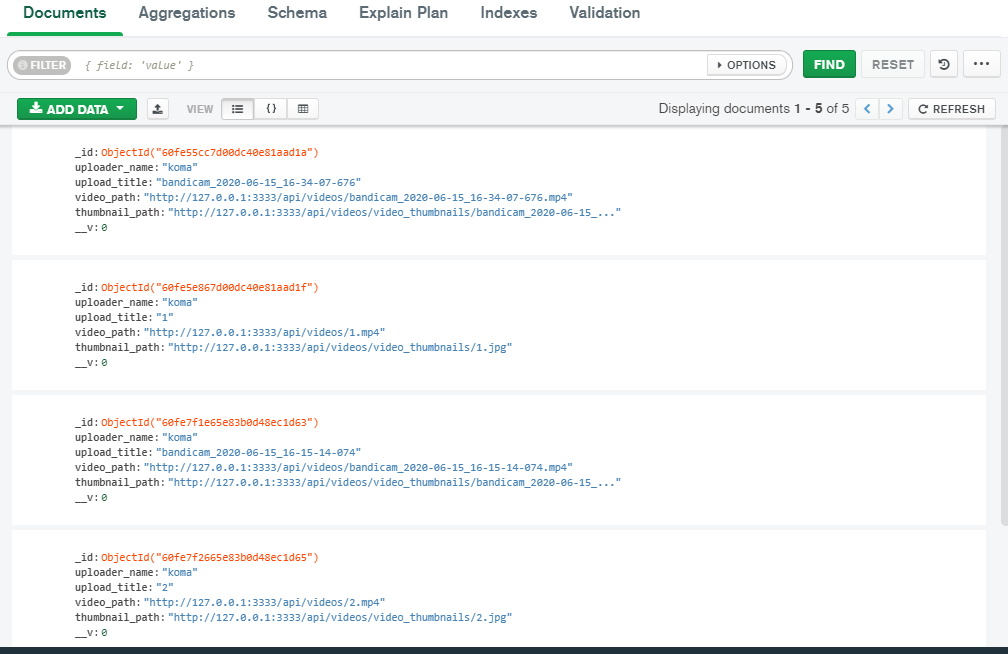 Documents Aggregations Schema Explain Plan Indexes Validation
FILTER { field: 'value' } OPTIONS FIND RESET ...
ADD DATA VIEW {} Displaying documents 1 - 5 of 5 < > REFRESH
_id: ObjectId("60fe55cc7d00dc40e81aad1a")
uploader_name: "koma"
upload_title: "bandicam_2020-06-15_16-34-07-676"
video_path: "http://127.0.0.1:3333/api/videos/bandicam_2020-06-15_16-34-07-676.mp4"
thumbnail_path: "http://127.0.0.1:3333/api/videos/video_thumbnails/bandicam_2020-06-15_..."
__v: 0
_id: ObjectId("60fe5e867d00dc40e81aad1f")
uploader_name: "koma"
upload_title: "1"
video_path: "http://127.0.0.1:3333/api/videos/1.mp4"
thumbnail_path: "http://127.0.0.1:3333/api/videos/video_thumbnails/1.jpg"
__v: 0
_id: ObjectId("60fe7f1e65e83b0d48ec1d63")
uploader_name: "koma"
upload_title: "bandicam_2020-06-15_16-15-14-074"
video_path: "http://127.0.0.1:3333/api/videos/bandicam_2020-06-15_16-15-14-074.mp4"
thumbnail_path: "http://127.0.0.1:3333/api/videos/video_thumbnails/bandicam_2020-06-15_..."
__v: 0
_id: ObjectId("60fe7f2665e83b0d48ec1d65")
uploader_name: "koma"
upload_title: "2"
video_path: "http://127.0.0.1:3333/api/videos/2.mp4"
thumbnail_path: "http://127.0.0.1:3333/api/videos/video_thumbnails/2.jpg"
__v: 0